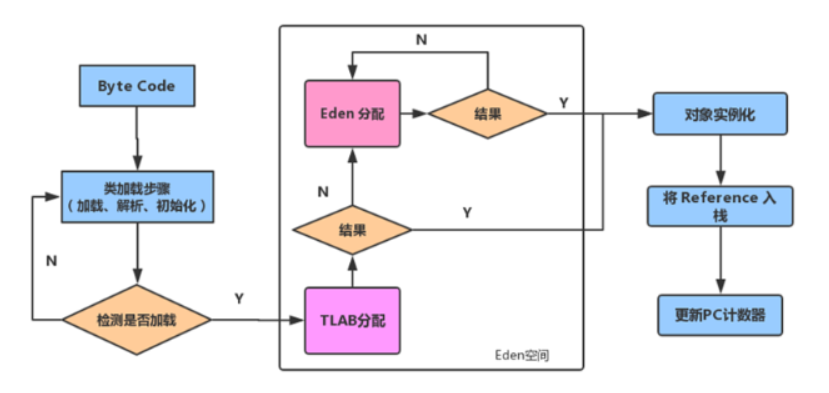 Byte Code
类加载步骤
（加载、解析、初始化）
N
检测是否加载
Y
N
Eden 分配
结果
Y
N
结果
Y
TLAB分配
Eden空间
对象实例化
将 Reference 入
栈
更新PC计数器